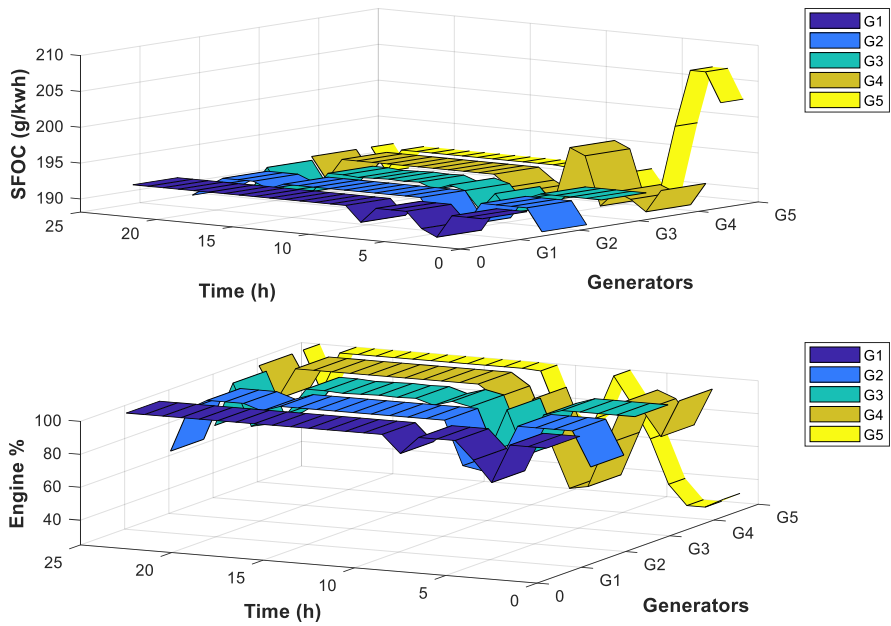 210
205
200
195
190
SFOC (g/kwh)
25
20
15
10
5
0
Time (h)
0
G1
G2
G3
G4
G5
Generators
G1
G2
G3
G4
G5
100
80
60
40
Engine %
25
20
15
10
5
0
Time (h)
0
G1
G2
G3
G4
G5
Generators
G1
G2
G3
G4
G5